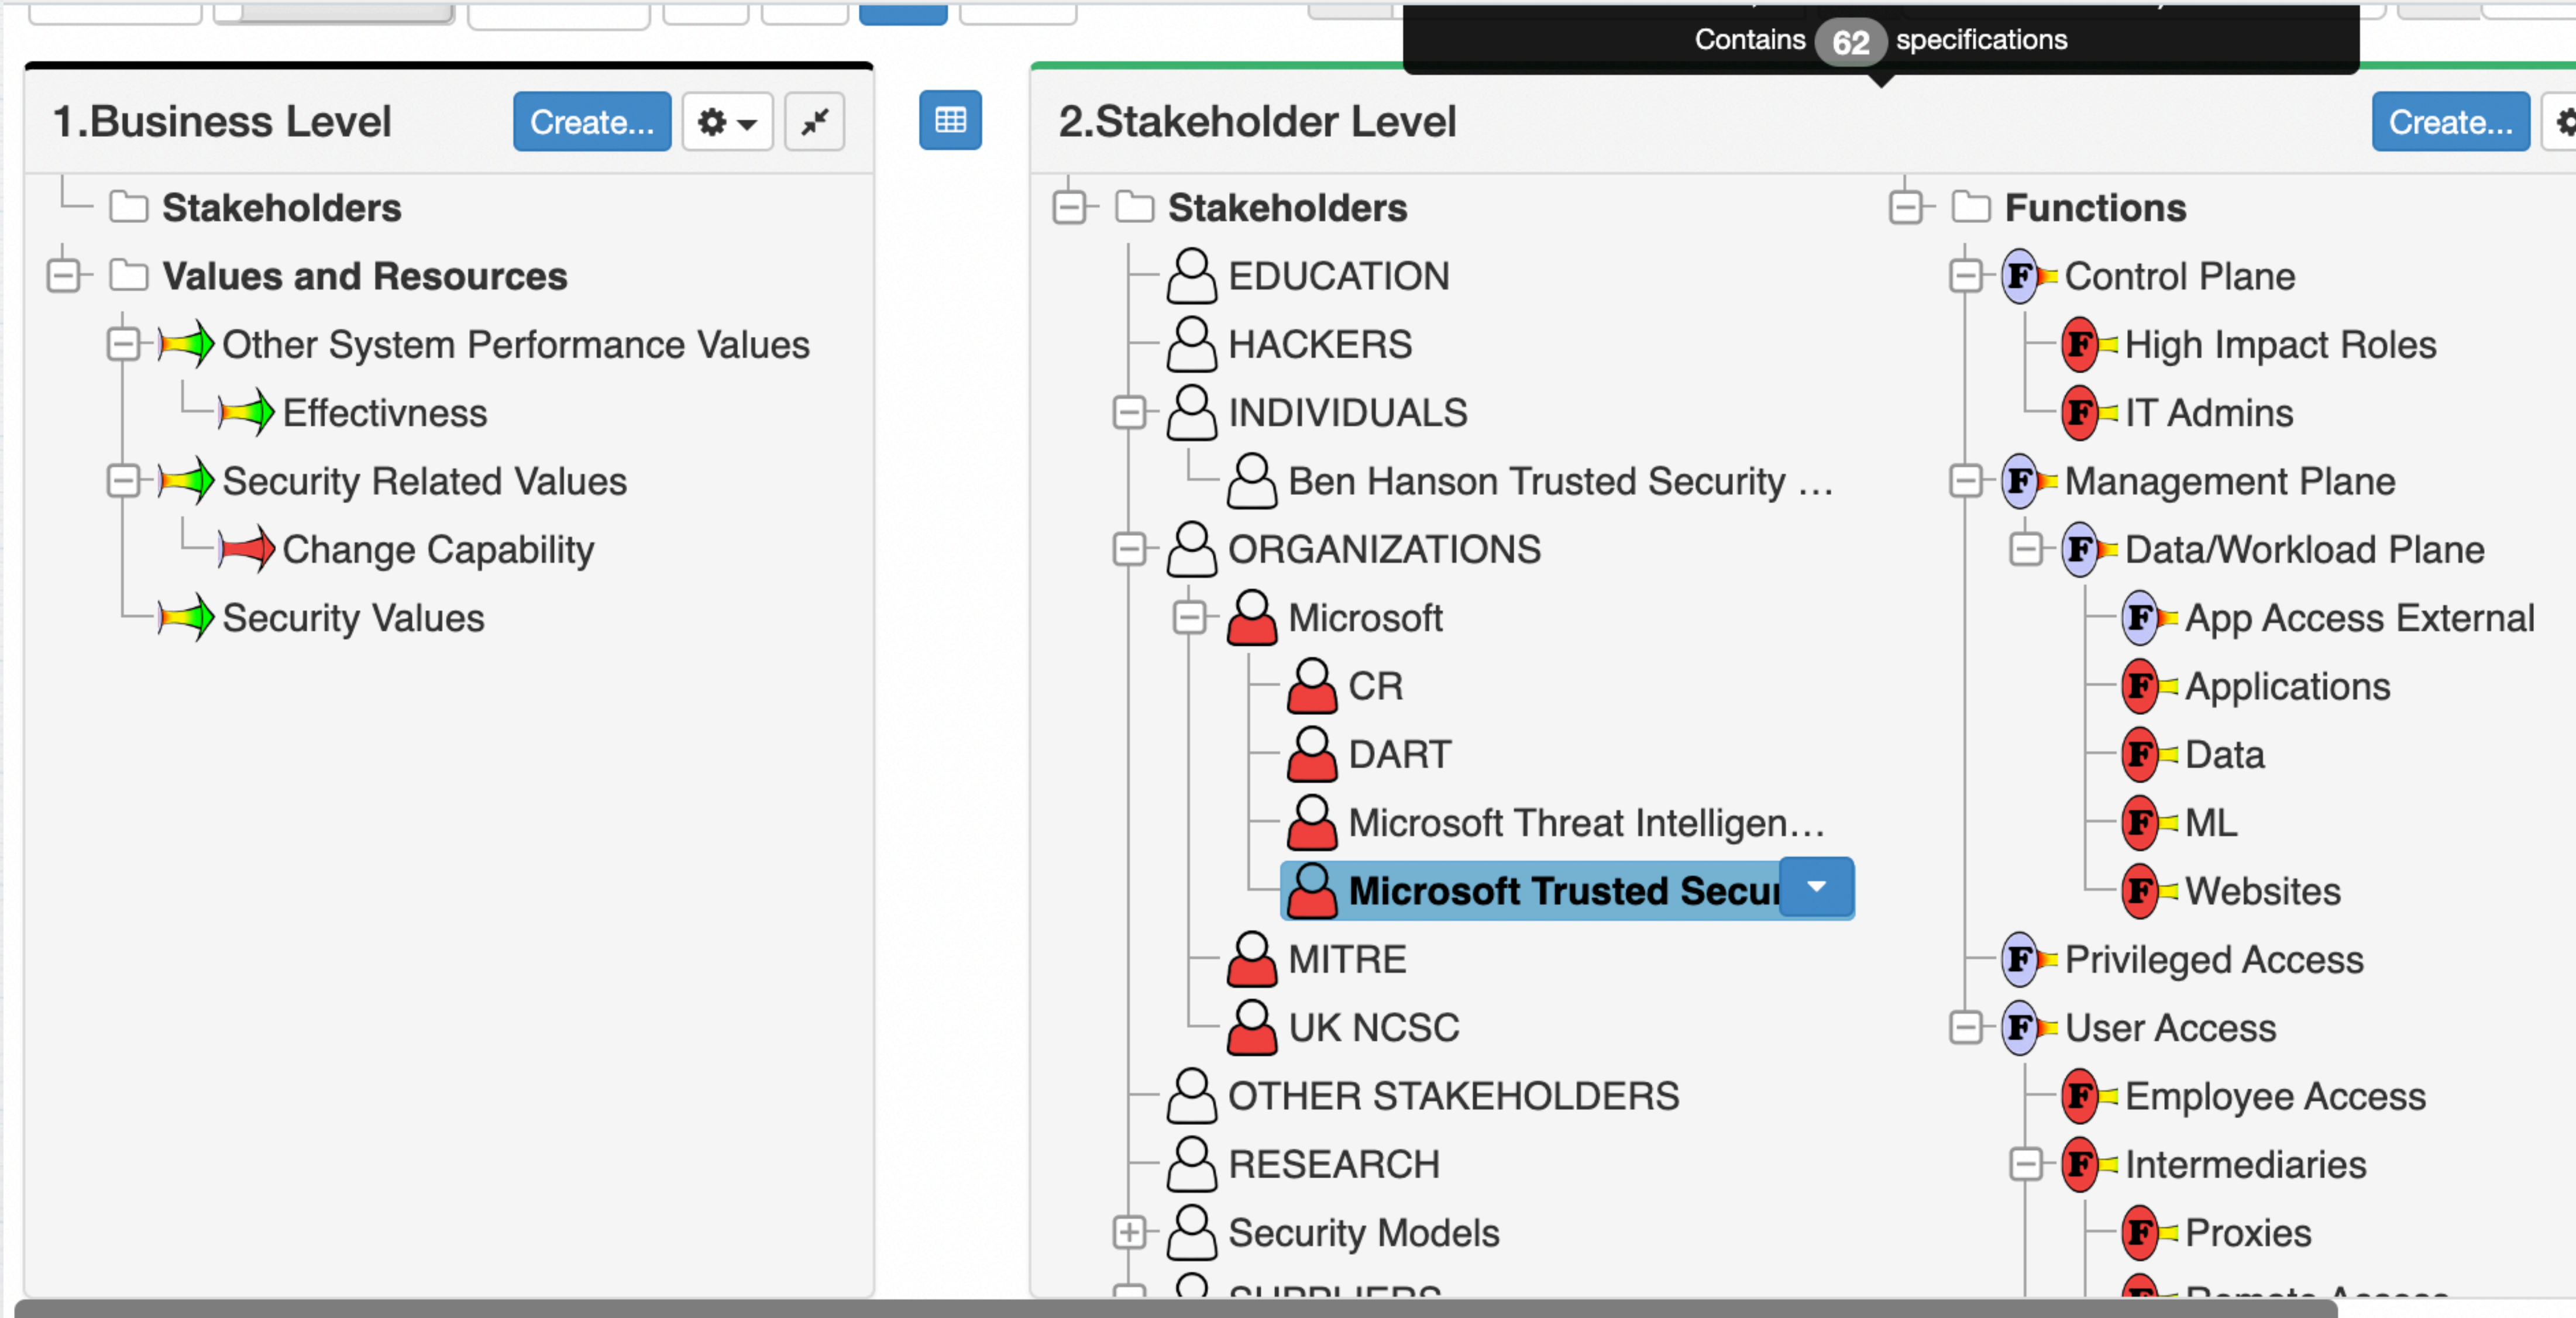 Contains 62 specifications
1.Business Level
Create...
Stakeholders
Values and Resources
Other System Performance Values
Effectivness
Security Related Values
Change Capability
Security Values
2.Stakeholder Level
Create...
Stakeholders
EDUCATION
HACKERS
INDIVIDUALS
Ben Hanson Trusted Security ...
ORGANIZATIONS
Microsoft
CR
DART
Microsoft Threat Intelligen...
Microsoft Trusted Secur
MITRE
UK NCSC
OTHER STAKEHOLDERS
RESEARCH
Security Models
SUPPLIERS
Functions
F Control Plane
F High Impact Roles
F IT Admins
F Management Plane
F Data/Workload Plane
F App Access External
F Applications
F Data
F ML
F Websites
F Privileged Access
F User Access
F Employee Access
F Intermediaries
F Proxies
Remote Access